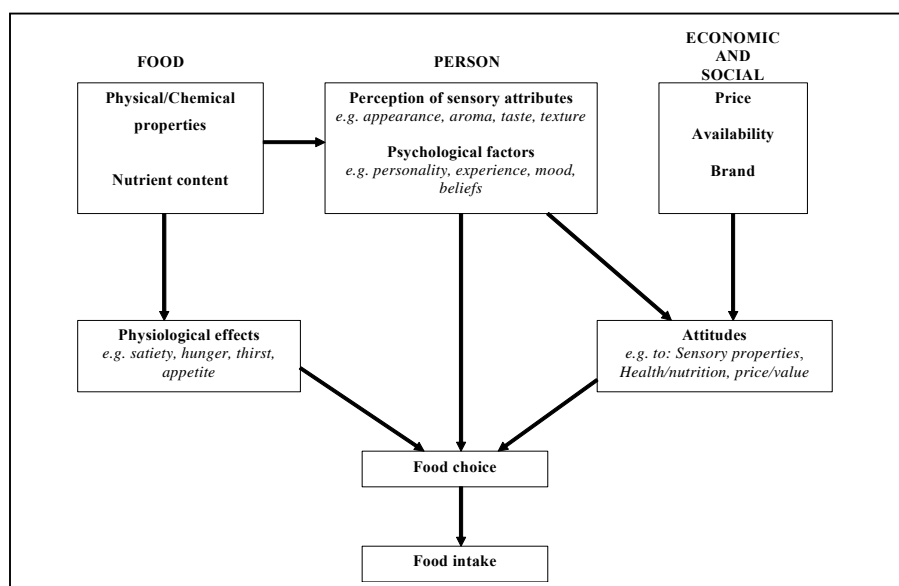 FOOD
PERSON
ECONOMIC
AND
SOCIAL
Physical/Chemical
properties
Nutrient content
Perception of sensory attributes
e.g. appearance, aroma, taste, texture
Psychological factors
e.g. personality, experience, mood,
beliefs
Price
Availability
Brand
Physiological effects
e.g. satiety, hunger, thirst,
appetite
Attitudes
e.g. to: Sensory properties,
Health/nutrition, price/value
Food choice
Food intake